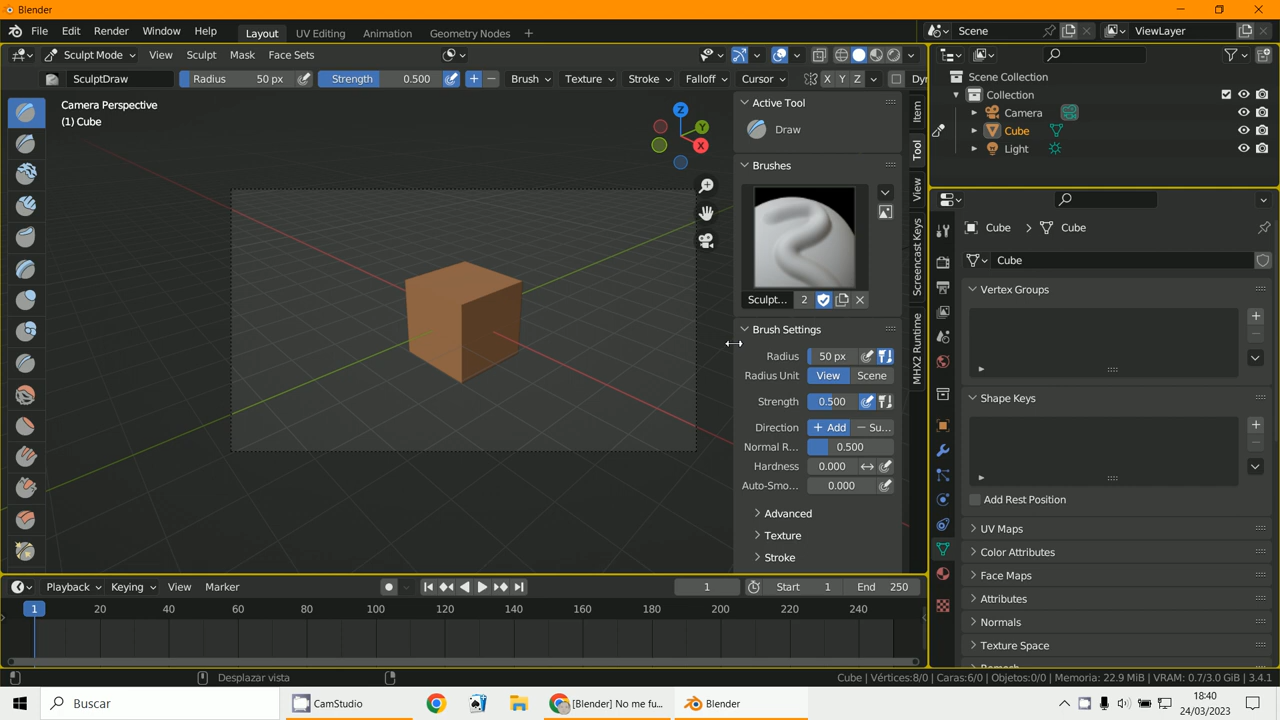 Blender
File Edit Render Window Help Layout UV Editing Animation Geometry Nodes + Scene ViewLayer
Sculpt Mode View Sculpt Mask Face Sets
SculptDraw Radius 50 px Strength 0.500 + − Brush Texture Stroke Falloff Cursor X Y Z Dyn
Camera Perspective
(1) Cube
Z
Y
X
Active Tool
Draw
Brushes
Sculpt... 2
Brush Settings
Radius 50 px
Radius Unit View Scene
Strength 0.500
Direction + Add − Su...
Normal R... 0.500
Hardness 0.000
Auto-Smo... 0.000
Advanced
Texture
Stroke
Item
Tool
View
Screencast Keys
MHX2 Runtime
Scene Collection
Collection
Camera
Cube
Light
Cube > Cube
Cube
Vertex Groups
Shape Keys
Add Rest Position
UV Maps
Color Attributes
Face Maps
Attributes
Normals
Texture Space
Remesh
Playback Keying View Marker 1 Start 1 End 250
1 20 40 60 80 100 120 140 160 180 200 220 240
Desplazar vista Cube | Vértices:8/0 | Caras:6/0 | Objetos:0/0 | Memoria: 22.9 MiB | VRAM: 0.7/3.0 GiB | 3.4.1
Buscar CamStudio [Blender] No me fu... Blender 18:40
24/03/2023